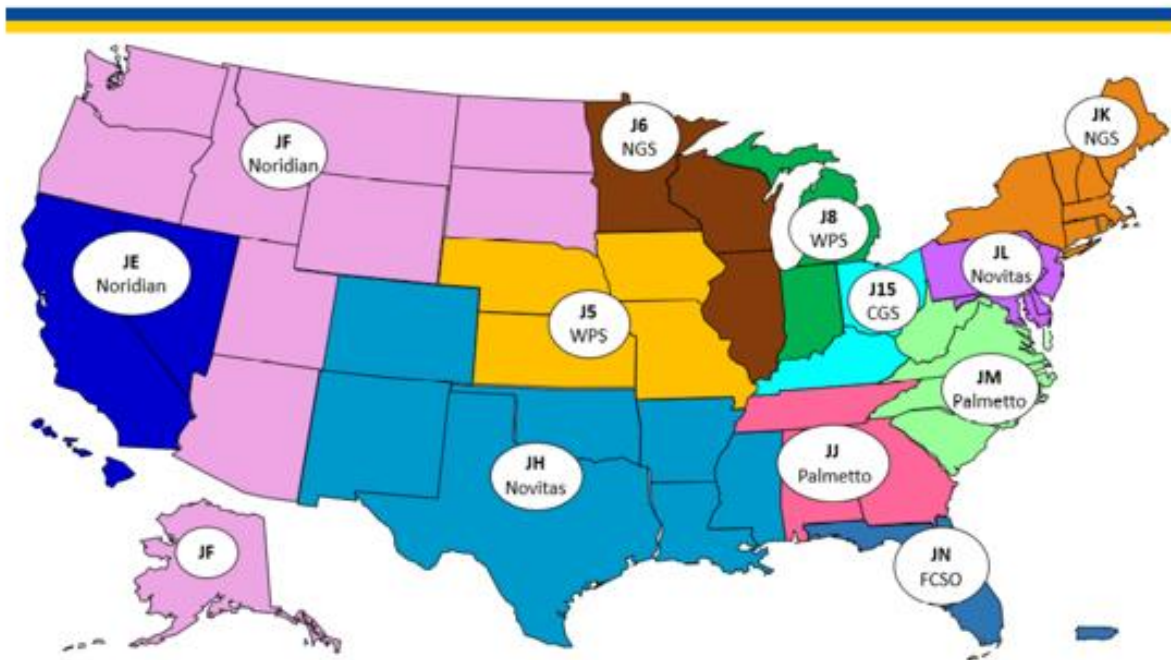 JF
Noridian
J6
NGS
JK
NGS
J8
WPS
JE
Noridian
JL
Novitas
J15
CGS
J5
WPS
JM
Palmetto
JH
Novitas
JJ
Palmetto
JF
JN
FCSO